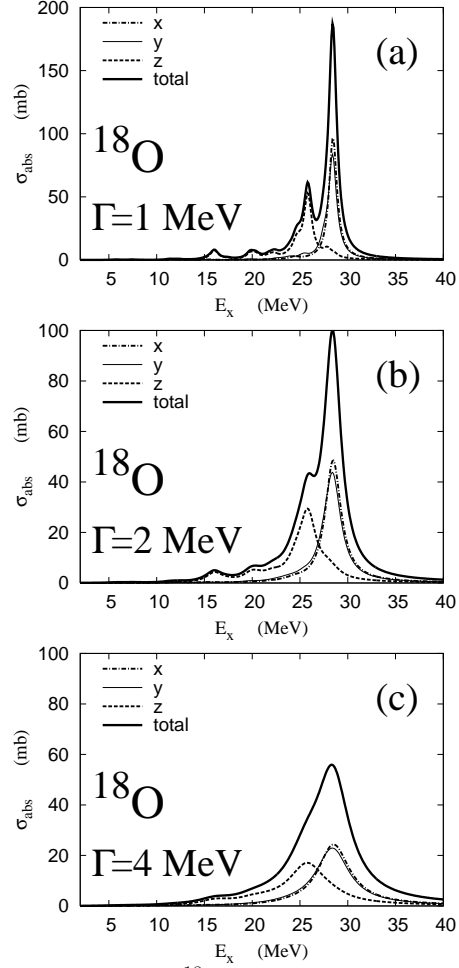 200
150
100
50
0
σabs (mb)
x
y
z
total
(a)
¹⁸O
Γ=1 MeV
5 10 15 20 25 30 35 40
Eₓ (MeV)
100
80
60
40
20
0
σabs (mb)
x
y
z
total
(b)
¹⁸O
Γ=2 MeV
5 10 15 20 25 30 35 40
Eₓ (MeV)
100
80
60
40
20
0
σabs (mb)
x
y
z
total
(c)
¹⁸O
Γ=4 MeV
5 10 15 20 25 30 35 40
Eₓ (MeV)